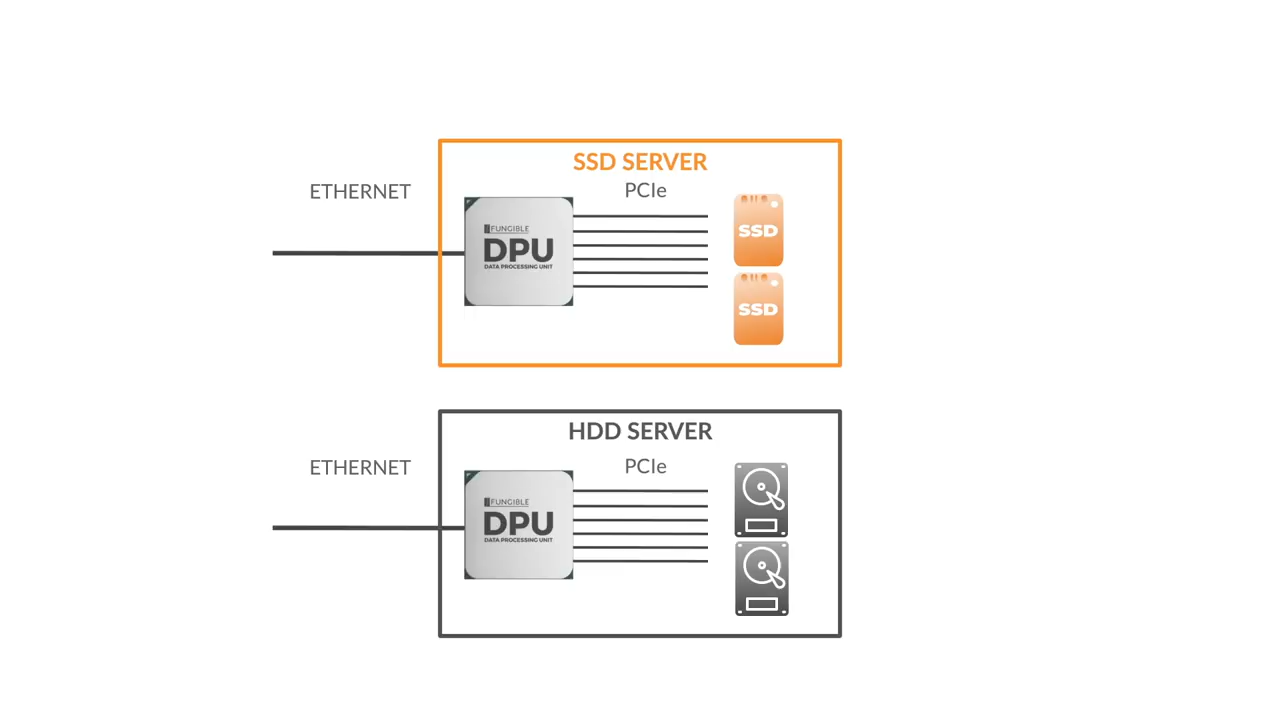 SSD SERVER
ETHERNET
PCIe
FUNGIBLE
DPU
DATA PROCESSING UNIT
SSD
SSD
HDD SERVER
ETHERNET
PCIe
FUNGIBLE
DPU
DATA PROCESSING UNIT